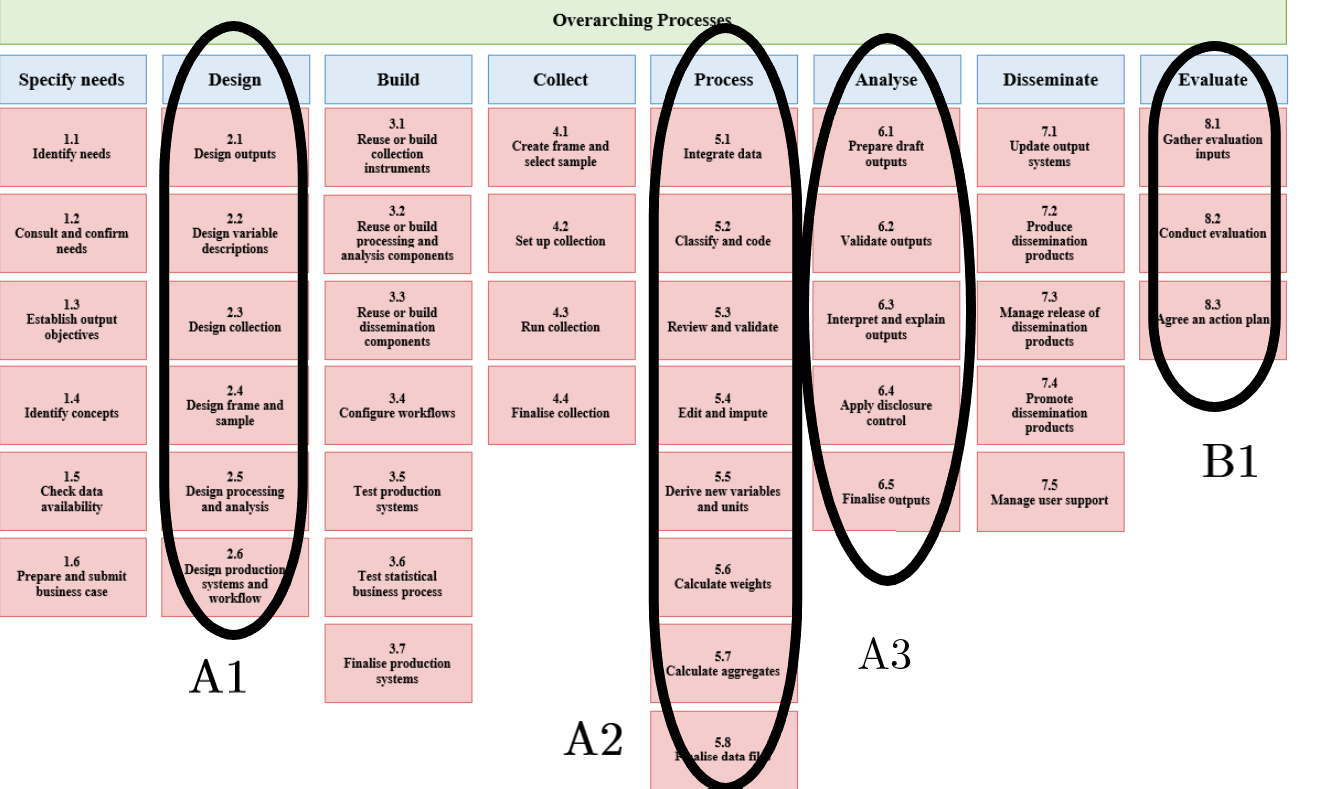 Overarching Processes
Specify needs
Design
Build
Collect
Process
Analyse
Disseminate
Evaluate
1.1
Identify needs
1.2
Consult and confirm
needs
1.3
Establish output
objectives
1.4
Identify concepts
1.5
Check data
availability
1.6
Prepare and submit
business case
2.1
Design outputs
2.2
Design variable
descriptions
2.3
Design collection
2.4
Design frame and
sample
2.5
Design processing
and analysis
2.6
Design production
systems and
workflow
A1
3.1
Reuse or build
collection
instruments
3.2
Reuse or build
processing and
analysis components
3.3
Reuse or build
dissemination
components
3.4
Configure workflows
3.5
Test production
systems
3.6
Test statistical
business process
3.7
Finalise production
systems
4.1
Create frame and
select sample
4.2
Set up collection
4.3
Run collection
4.4
Finalise collection
5.1
Integrate data
5.2
Classify and code
5.3
Review and validate
5.4
Edit and impute
5.5
Derive new variables
and units
5.6
Calculate weights
5.7
Calculate aggregates
5.8
Finalise data files
A2
6.1
Prepare draft
outputs
6.2
Validate outputs
6.3
Interpret and explain
outputs
6.4
Apply disclosure
control
6.5
Finalise outputs
A3
7.1
Update output
systems
7.2
Produce
dissemination
products
7.3
Manage release of
dissemination
products
7.4
Promote
dissemination
products
7.5
Manage user support
8.1
Gather evaluation
inputs
8.2
Conduct evaluation
8.3
Agree an action plan
B1